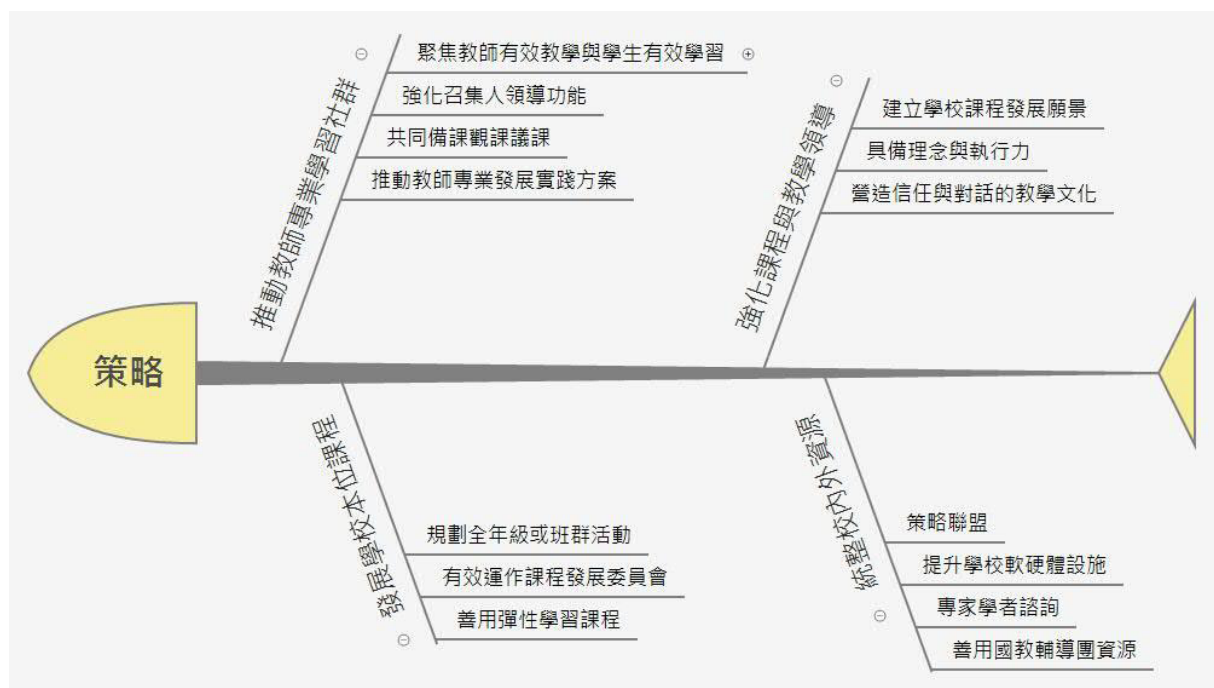 策略
推動教師專業學習社群
聚焦教師有效教學與學生有效學習
強化召集人領導功能
共同備課觀課議課
推動教師專業發展實踐方案
強化課程與教學領導
建立學校課程發展願景
具備理念與執行力
營造信任與對話的教學文化
發展學校本位課程
規劃全年級或班群活動
有效運作課程發展委員會
善用彈性學習課程
統整校內外資源
策略聯盟
提升學校軟硬體設施
專家學者諮詢
善用國教輔導團資源